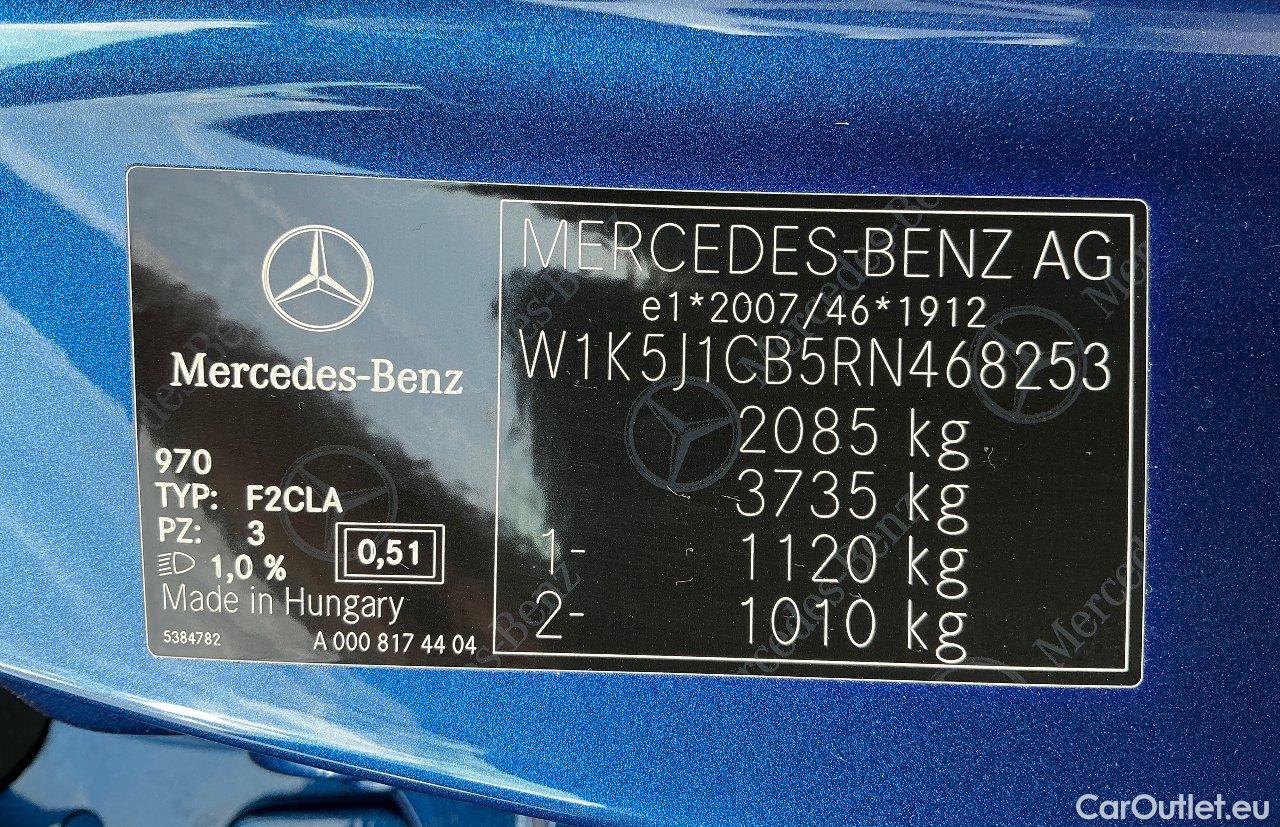 Mercedes-Benz
970
TYP: F2CLA
PZ: 3
1,0 %
0,51
Made in Hungary
5384782
A 000 817 44 04
MERCEDES-BENZ AG
e1*2007/46*1912
W1K5J1CB5RN468253
2085 kg
3735 kg
1- 1120 kg
2- 1010 kg
CarOutlet.eu